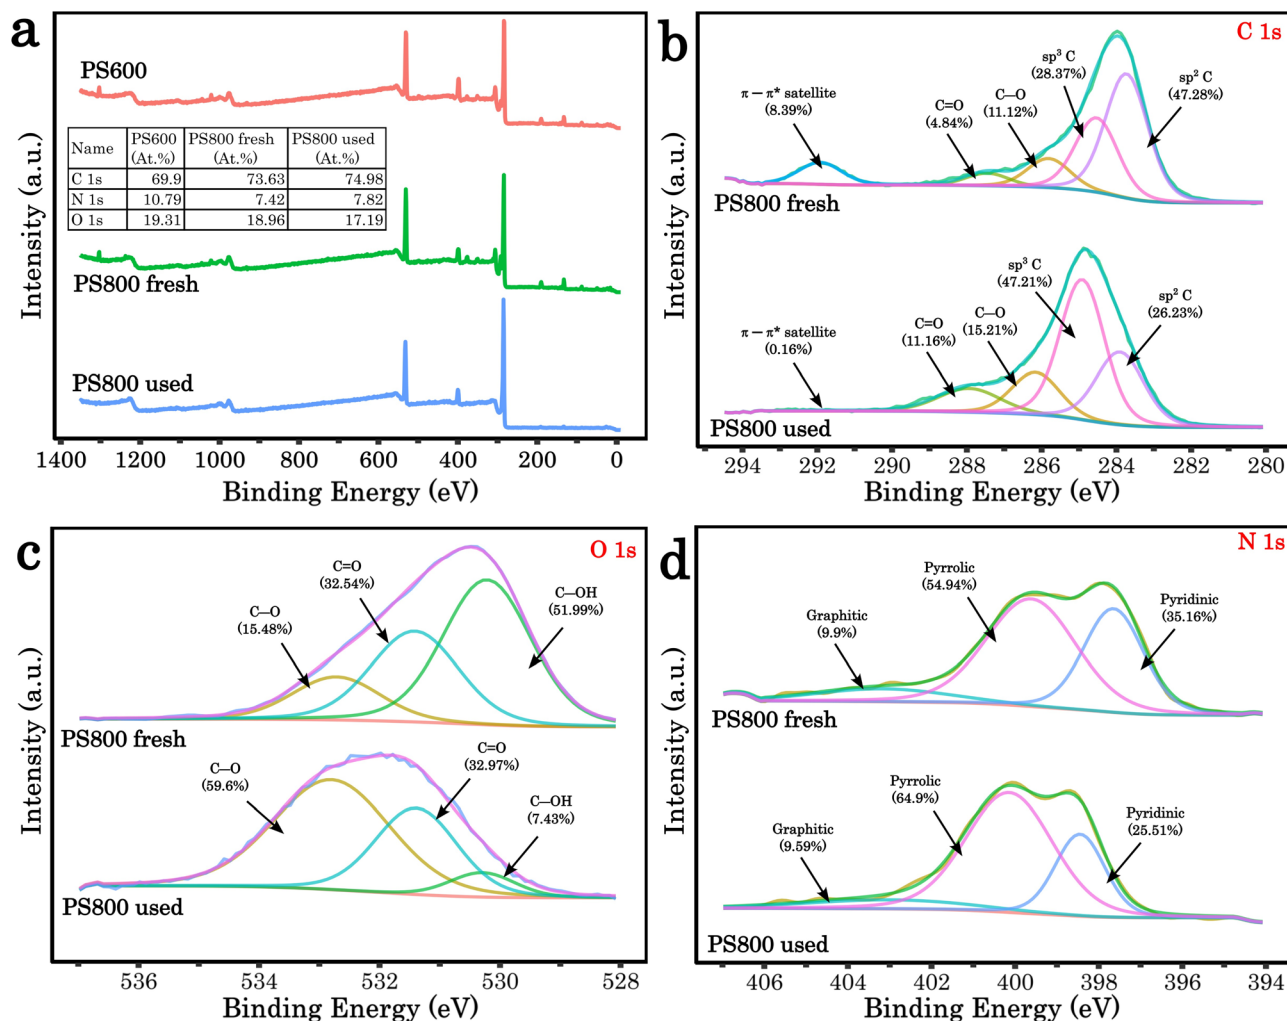 a
PS600
Name PS600 (At.%) PS800 fresh (At.%) PS800 used (At.%)
C 1s 69.9 73.63 74.98
N 1s 10.79 7.42 7.82
O 1s 19.31 18.96 17.19
PS800 fresh
PS800 used
Intensity (a.u.)
1400 1200 1000 800 600 400 200 0
Binding Energy (eV)
b
C 1s
π − π* satellite
(8.39%)
C=O
(4.84%)
C—O
(11.12%)
sp³ C
(28.37%)
sp² C
(47.28%)
PS800 fresh
π − π* satellite
(0.16%)
C=O
(11.16%)
C—O
(15.21%)
sp³ C
(47.21%)
sp² C
(26.23%)
PS800 used
Intensity (a.u.)
294 292 290 288 286 284 282 280
Binding Energy (eV)
c
O 1s
C—O
(15.48%)
C=O
(32.54%)
C—OH
(51.99%)
PS800 fresh
C—O
(59.6%)
C=O
(32.97%)
C—OH
(7.43%)
PS800 used
Intensity (a.u.)
536 534 532 530 528
Binding Energy (eV)
d
N 1s
Graphitic
(9.9%)
Pyrrolic
(54.94%)
Pyridinic
(35.16%)
PS800 fresh
Graphitic
(9.59%)
Pyrrolic
(64.9%)
Pyridinic
(25.51%)
PS800 used
Intensity (a.u.)
406 404 402 400 398 396 394
Binding Energy (eV)